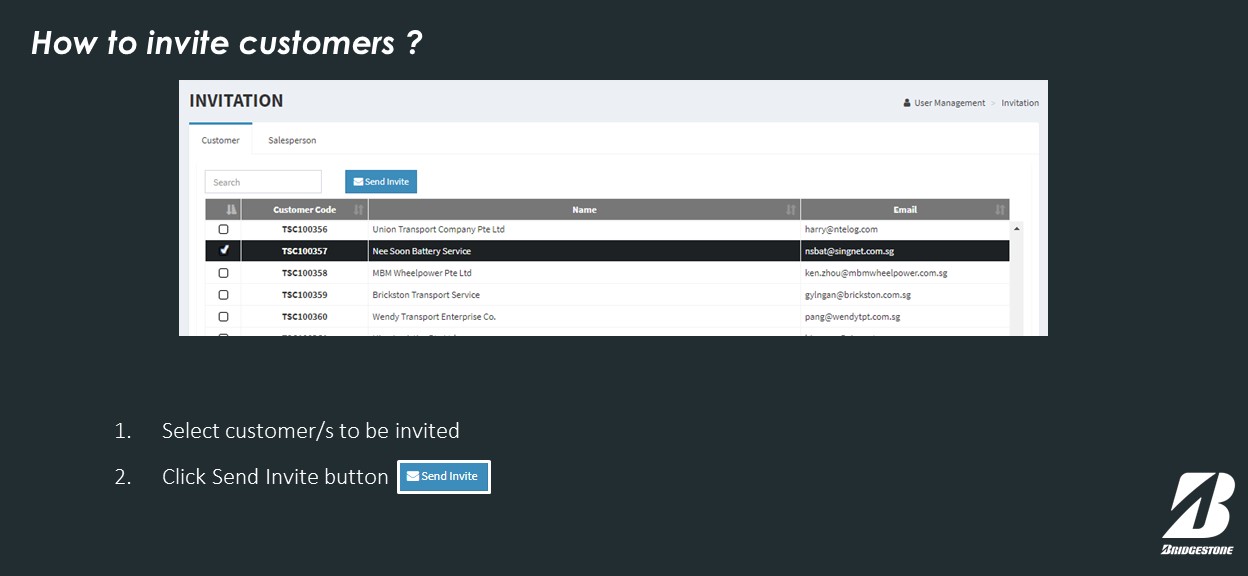 How to invite customers ?
INVITATION
User Management > Invitation
Customer Salesperson
Search Send Invite
Customer Code Name Email
TSC100356 Union Transport Company Pte Ltd harry@ntelog.com
TSC100357 Nee Soon Battery Service nsbat@singnet.com.sg
TSC100358 MBM Wheelpower Pte Ltd ken.zhou@mbmwheelpower.com.sg
TSC100359 Brickston Transport Service gylngan@brickston.com.sg
TSC100360 Wendy Transport Enterprise Co. pang@wendytpt.com.sg
1. Select customer/s to be invited
2. Click Send Invite button Send Invite
BRIDGESTONE